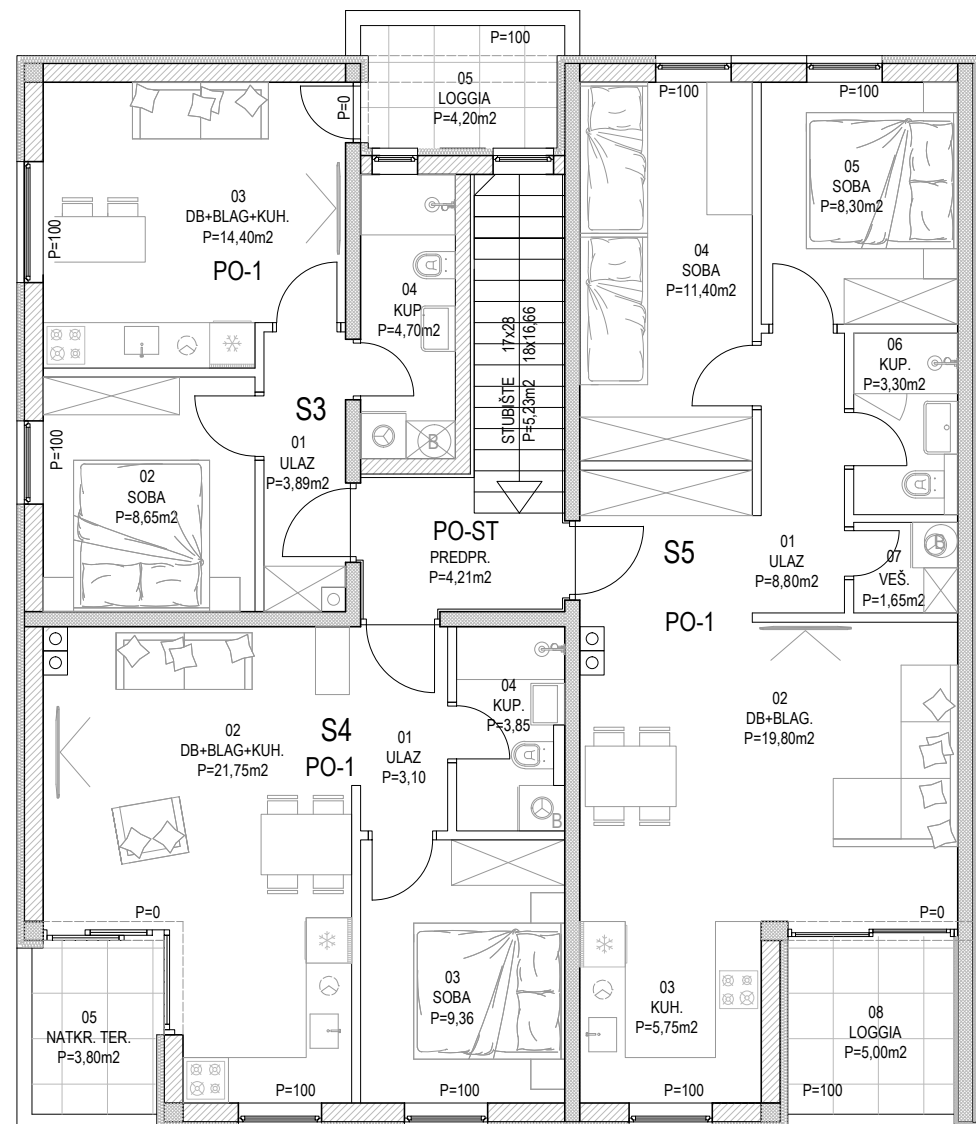 P=100
05
LOGGIA
P=4,20m2
P=0
03
DB+BLAG+KUH.
P=14,40m2
PO-1
P=100
04
KUP.
P=4,70m2
B
STUBIŠTE
P=5,23m2
17x28
18x16,66
S3
01
ULAZ
P=3,89m2
P=100
02
SOBA
P=8,65m2
PO-ST
PREDPR.
P=4,21m2
P=100
P=100
04
SOBA
P=11,40m2
05
SOBA
P=8,30m2
06
KUP.
P=3,30m2
S5
PO-1
01
ULAZ
P=8,80m2
B
07
VEŠ.
P=1,65m2
02
DB+BLAG.
P=19,80m2
P=0
03
KUH.
P=5,75m2
08
LOGGIA
P=5,00m2
P=100
P=100
S4
PO-1
02
DB+BLAG+KUH.
P=21,75m2
01
ULAZ
P=3,10
04
KUP.
P=3,85
B
P=0
03
SOBA
P=9,36
05
NATKR. TER.
P=3,80m2
P=100
P=100